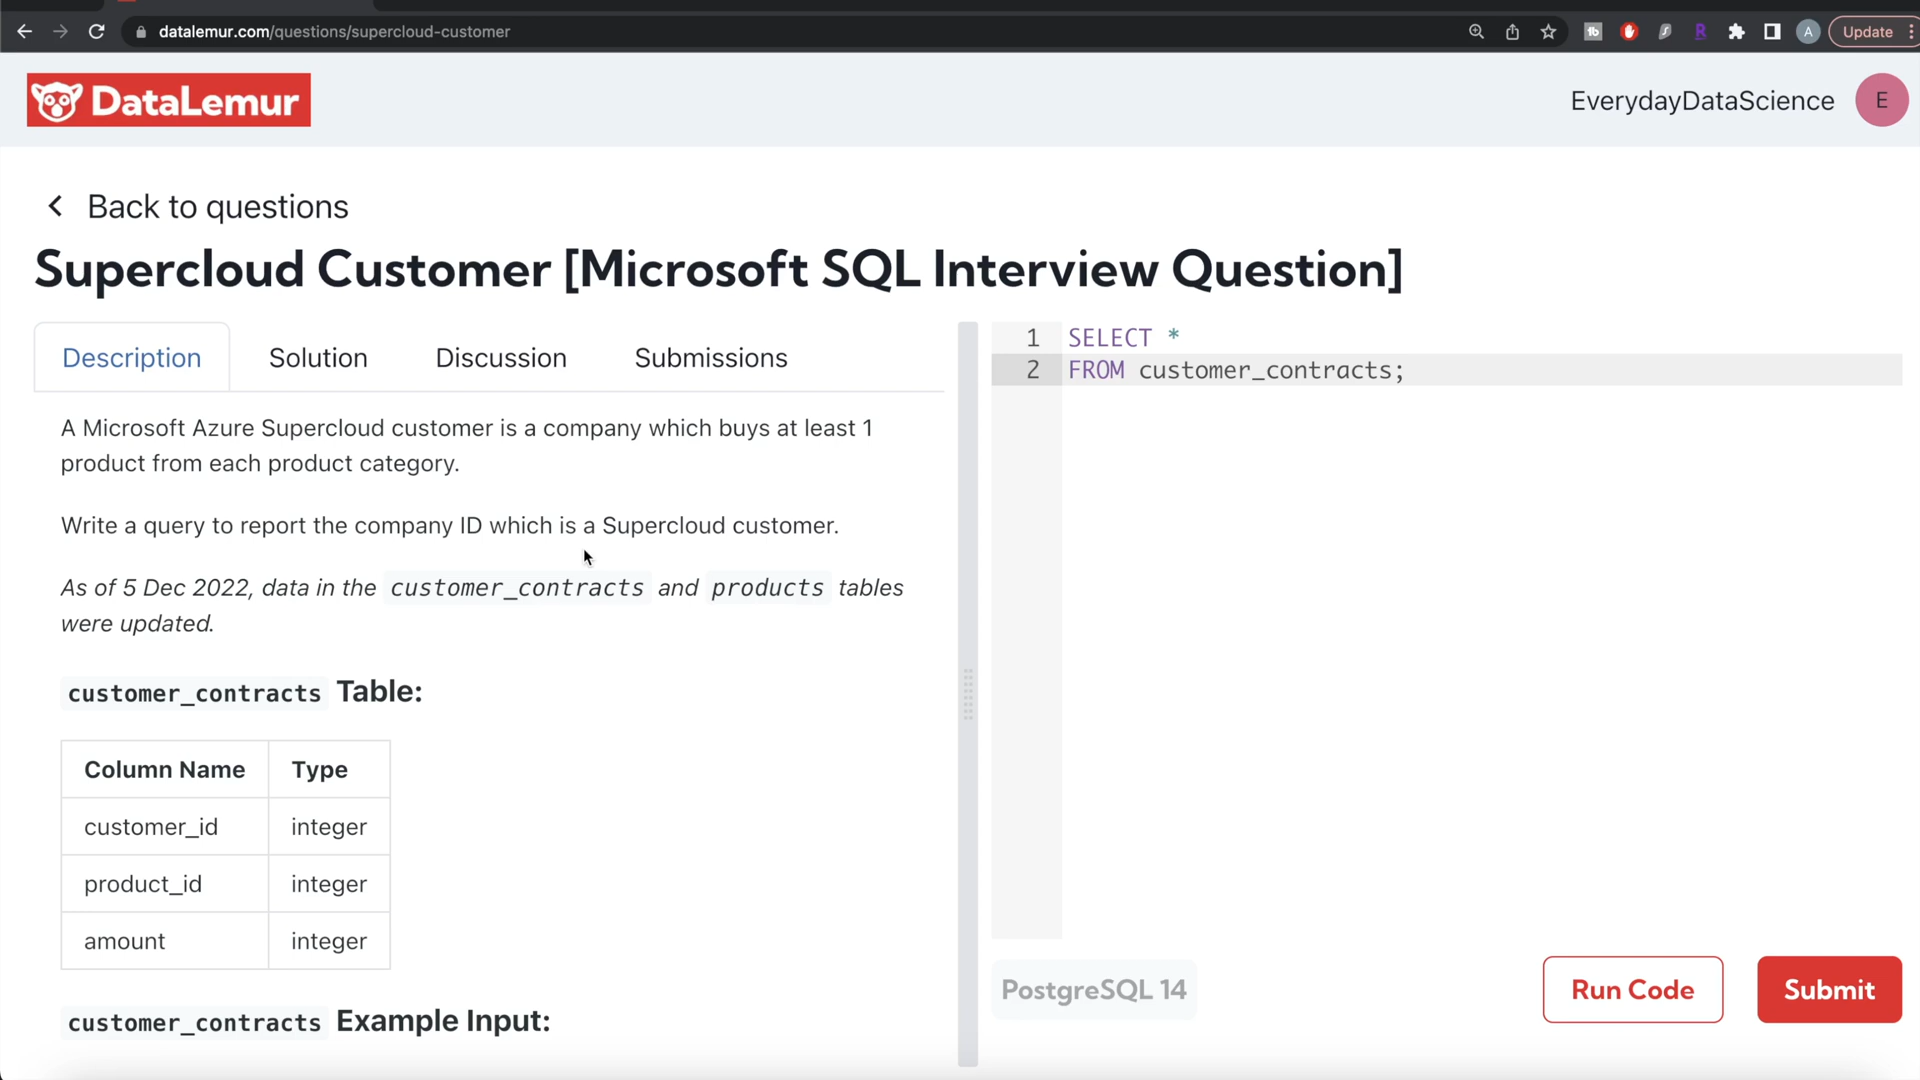 datalemur.com/questions/supercloud-customer
Update
DataLemur
EverydayDataScience
E
Back to questions
Supercloud Customer [Microsoft SQL Interview Question]
Description Solution Discussion Submissions
A Microsoft Azure Supercloud customer is a company which buys at least 1
product from each product category.
Write a query to report the company ID which is a Supercloud customer.
As of 5 Dec 2022, data in the customer_contracts and products tables
were updated.
customer_contracts Table:
Column Name Type
customer_id integer
product_id integer
amount integer
customer_contracts Example Input:
1 SELECT *
2 FROM customer_contracts;
PostgreSQL 14
Run Code
Submit
A
R
tb